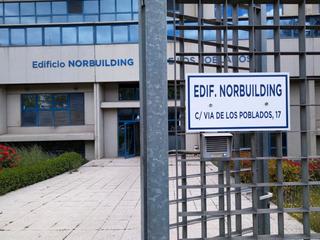 Edificio NORBUILDING
EDIF. NORBUILDING
C/ VIA DE LOS POBLADOS, 17